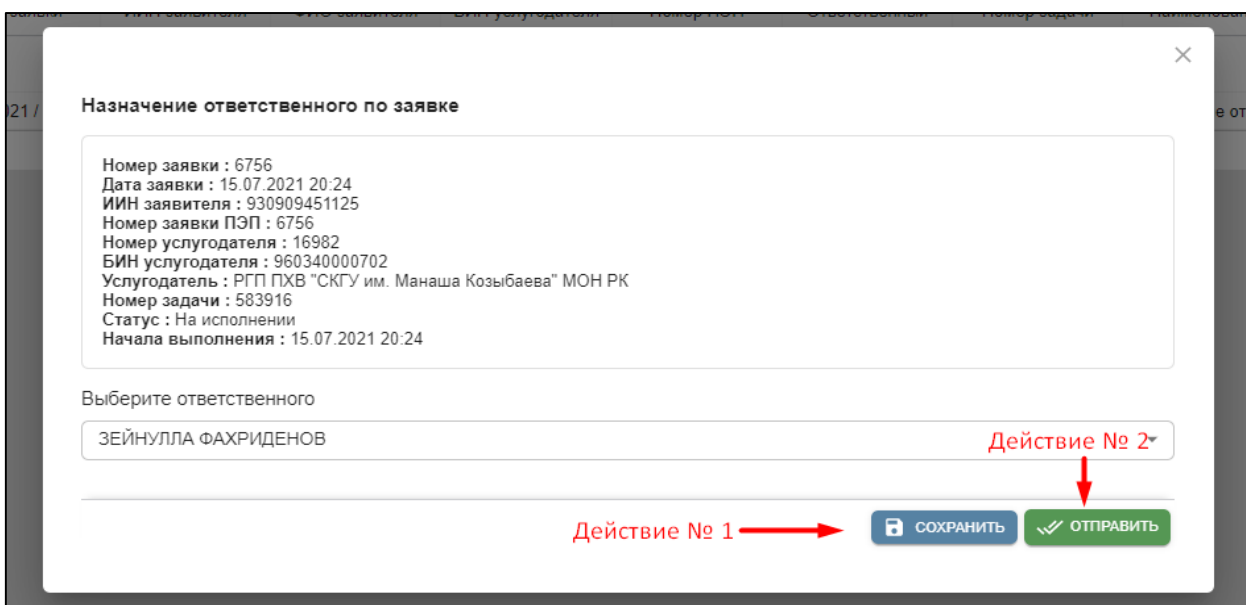 Назначение ответственного по заявке
Номер заявки : 6756
Дата заявки : 15.07.2021 20:24
ИИН заявителя : 930909451125
Номер заявки ПЭП : 6756
Номер услугодателя : 16982
БИН услугодателя : 960340000702
Услугодатель : РГП ПХВ "СКГУ им. Манаша Козыбаева" МОН РК
Номер задачи : 583916
Статус : На исполнении
Начала выполнения : 15.07.2021 20:24
Выберите ответственного
ЗЕЙНУЛЛА ФАХРИДЕНОВ
Действие № 2
Действие № 1
СОХРАНИТЬ
ОТПРАВИТЬ